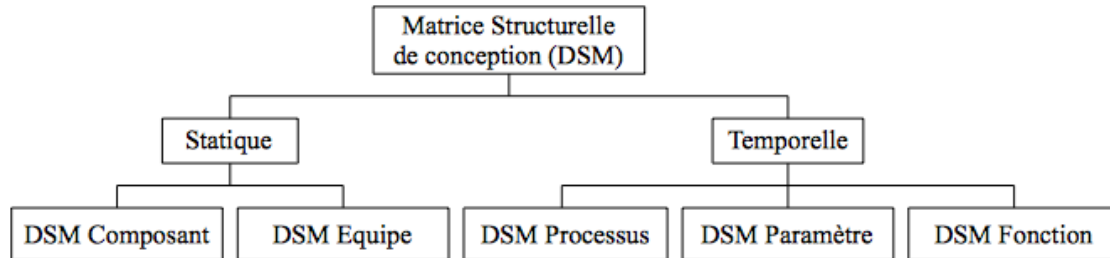 Matrice Structurelle
de conception (DSM)
Statique
Temporelle
DSM Composant
DSM Equipe
DSM Processus
DSM Paramètre
DSM Fonction